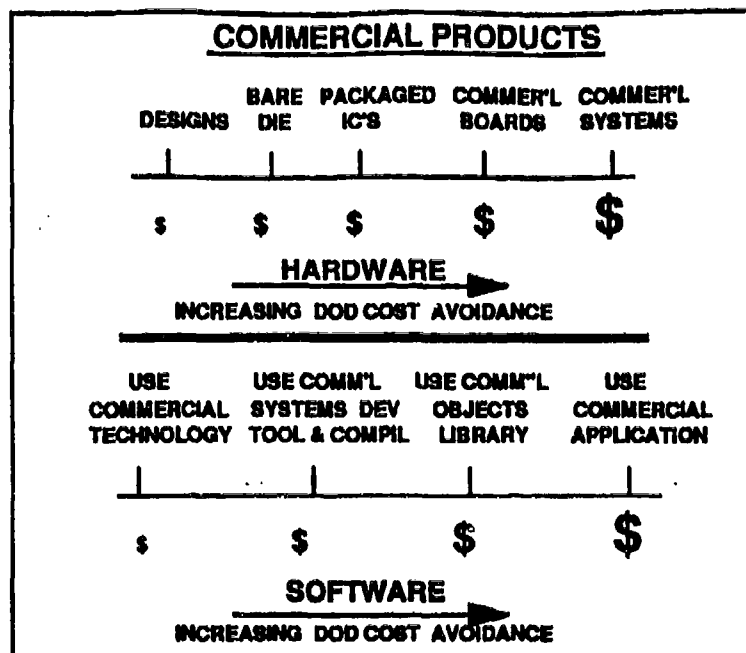 COMMERCIAL PRODUCTS
DESIGNS
BARE
DIE
PACKAGED
IC'S
COMMER'L
BOARDS
COMMER'L
SYSTEMS
$ $ $ $ $
HARDWARE
INCREASING DOD COST AVOIDANCE
USE
COMMERCIAL
TECHNOLOGY
USE COMM'L
SYSTEMS DEV
TOOL & COMPIL
USE COMM"L
OBJECTS
LIBRARY
USE
COMMERCIAL
APPLICATION
$ $ $ $
SOFTWARE
INCREASING DOD COST AVOIDANCE